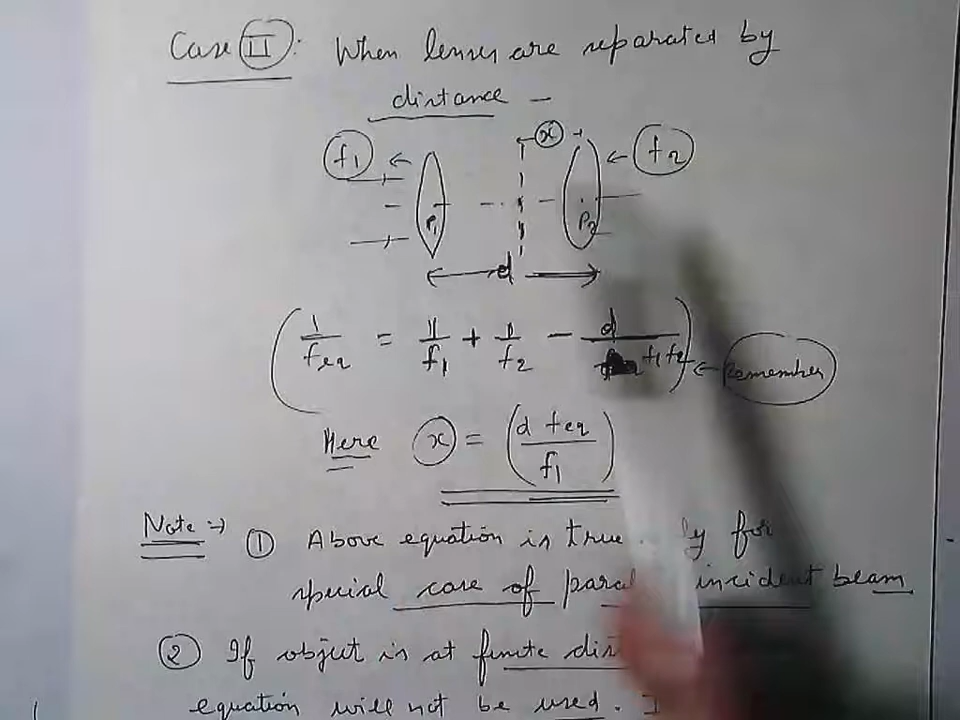 Case II : When lenses are separated by
distance –
f1 ← x → ← f2
P1 P2
← d →
( 1/feq = 1/f1 + 1/f2 – d/f1 f2 ) ← Remember
Here x = ( d feq / f1 )
Note :→ ① Above equation is true for
special case of incident beam
② If object is at finite
equation will not be used .